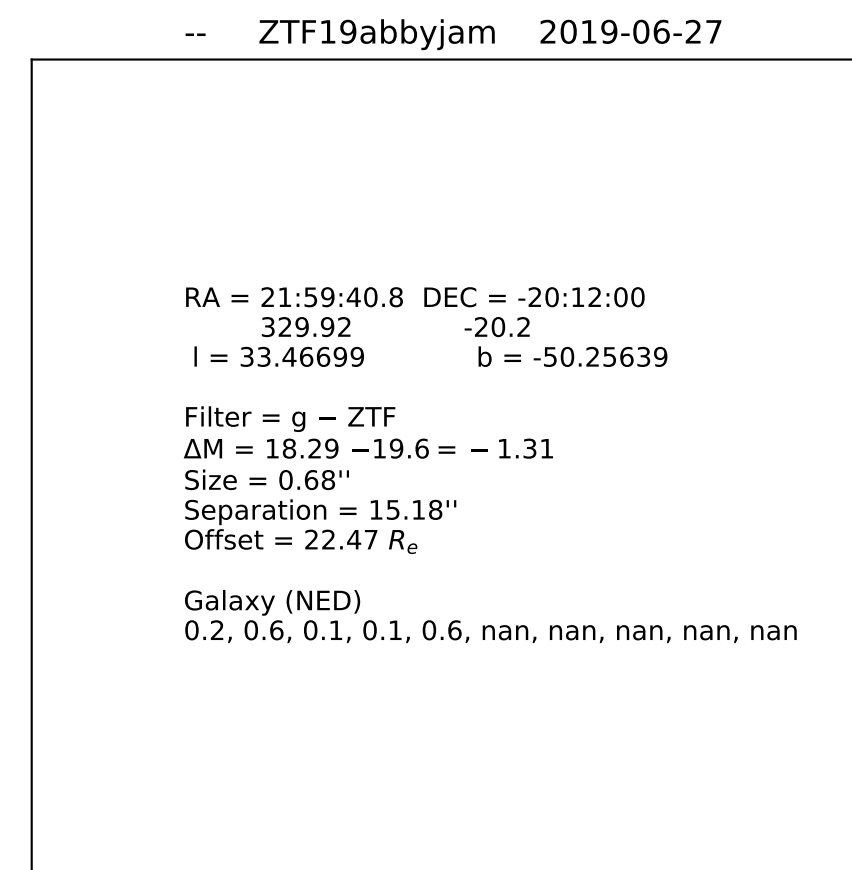 -- ZTF19abbyjam 2019-06-27
RA = 21:59:40.8 DEC = -20:12:00
329.92 -20.2
l = 33.46699 b = -50.25639
Filter = g − ZTF
ΔM = 18.29 −19.6 = − 1.31
Size = 0.68''
Separation = 15.18''
Offset = 22.47 Re
Galaxy (NED)
0.2, 0.6, 0.1, 0.1, 0.6, nan, nan, nan, nan, nan